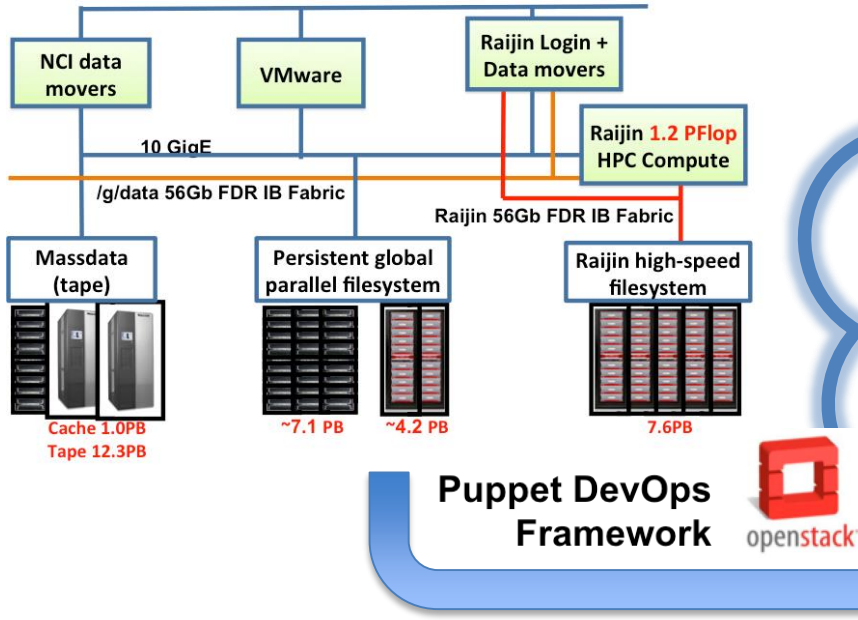 NCI data
movers
VMware
Raijin Login +
Data movers
Raijin 1.2 PFlop
HPC Compute
10 GigE
/g/data 56Gb FDR IB Fabric
Raijin 56Gb FDR IB Fabric
Massdata
(tape)
Persistent global
parallel filesystem
Raijin high-speed
filesystem
Cache 1.0PB
Tape 12.3PB
~7.1 PB
~4.2 PB
7.6PB
Puppet DevOps
Framework
openstack